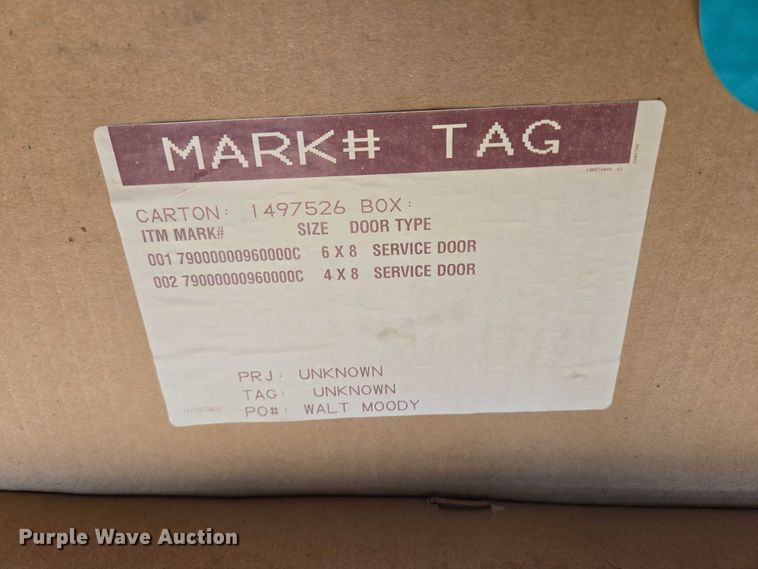 MARK# TAG
CARTON: 1497526 BOX:
ITM MARK# SIZE DOOR TYPE
001 79000000960000C 6 X 8 SERVICE DOOR
002 79000000960000C 4 X 8 SERVICE DOOR
PRJ: UNKNOWN
TAG: UNKNOWN
PO#: WALT MOODY
Purple Wave Auction